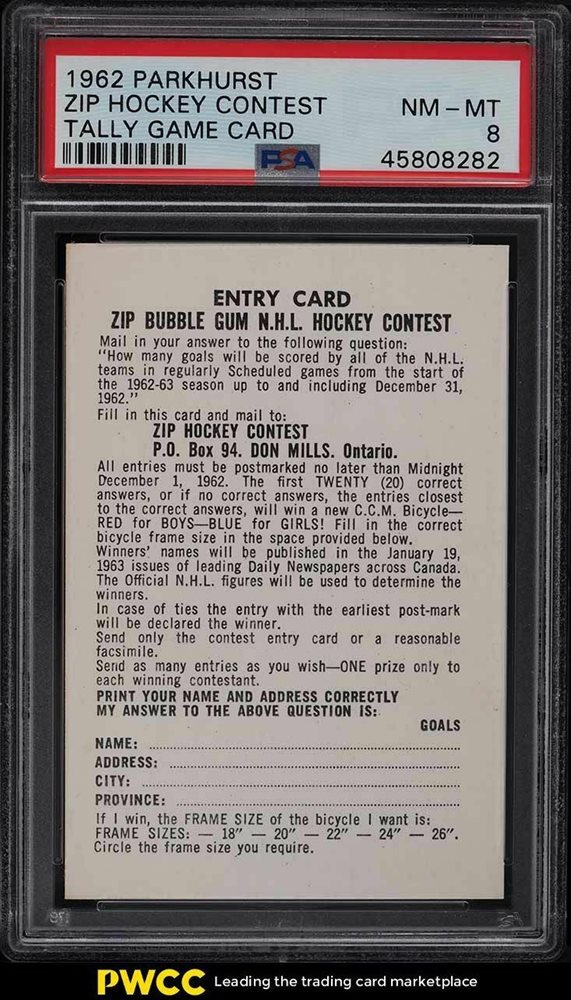 1962 PARKHURST
ZIP HOCKEY CONTEST
TALLY GAME CARD
NM – MT
8
PSA
45808282
ENTRY CARD
ZIP BUBBLE GUM N.H.L. HOCKEY CONTEST
Mail in your answer to the following question:
"How many goals will be scored by all of the N.H.L.
teams in regularly Scheduled games from the start of
the 1962-63 season up to and including December 31,
1962."
Fill in this card and mail to:
ZIP HOCKEY CONTEST
P.O. Box 94. DON MILLS. Ontario.
All entries must be postmarked no later than Midnight
December 1, 1962. The first TWENTY (20) correct
answers, or if no correct answers, the entries closest
to the correct answers, will win a new C.C.M. Bicycle—
RED for BOYS—BLUE for GIRLS! Fill in the correct
bicycle frame size in the space provided below.
Winners' names will be published in the January 19,
1963 issues of leading Daily Newspapers across Canada.
The Official N.H.L. figures will be used to determine the
winners.
In case of ties the entry with the earliest post-mark
will be declared the winner.
Send only the contest entry card or a reasonable
facsimile.
Send as many entries as you wish—ONE prize only to
each winning contestant.
PRINT YOUR NAME AND ADDRESS CORRECTLY
MY ANSWER TO THE ABOVE QUESTION IS:
GOALS
NAME:
ADDRESS:
CITY:
PROVINCE:
If I win, the FRAME SIZE of the bicycle I want is:
FRAME SIZES: — 18" — 20" — 22" — 24" — 26".
Circle the frame size you require.
PWCC Leading the trading card marketplace